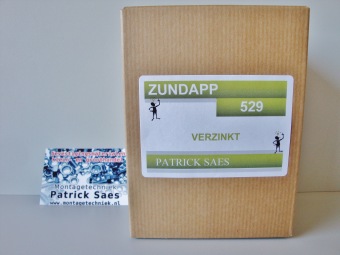 ZUNDAPP
529
VERZINKT
PATRICK SAES
Montagetechniek
Patrick Saes
www.montagetechniek.nl